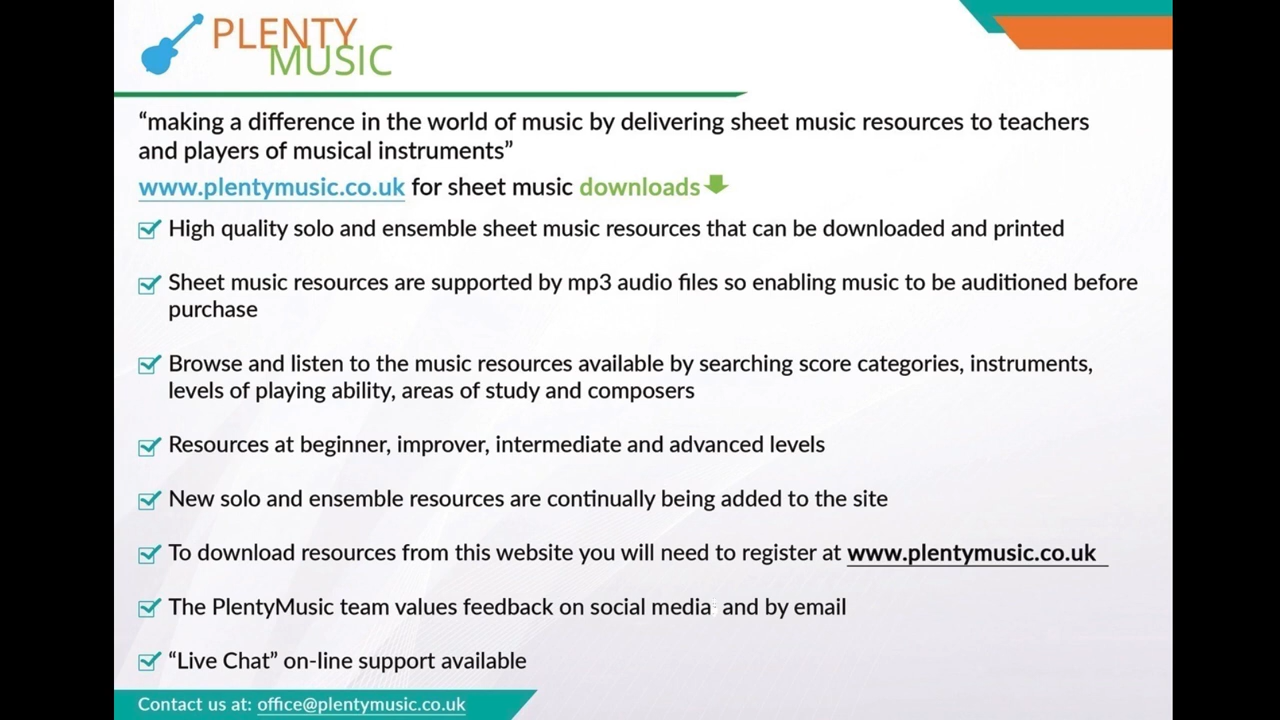 PLENTY
MUSIC
“making a difference in the world of music by delivering sheet music resources to teachers
and players of musical instruments”
www.plentymusic.co.uk for sheet music downloads
High quality solo and ensemble sheet music resources that can be downloaded and printed
Sheet music resources are supported by mp3 audio files so enabling music to be auditioned before
purchase
Browse and listen to the music resources available by searching score categories, instruments,
levels of playing ability, areas of study and composers
Resources at beginner, improver, intermediate and advanced levels
New solo and ensemble resources are continually being added to the site
To download resources from this website you will need to register at www.plentymusic.co.uk
The PlentyMusic team values feedback on social media and by email
“Live Chat” on-line support available
Contact us at: office@plentymusic.co.uk